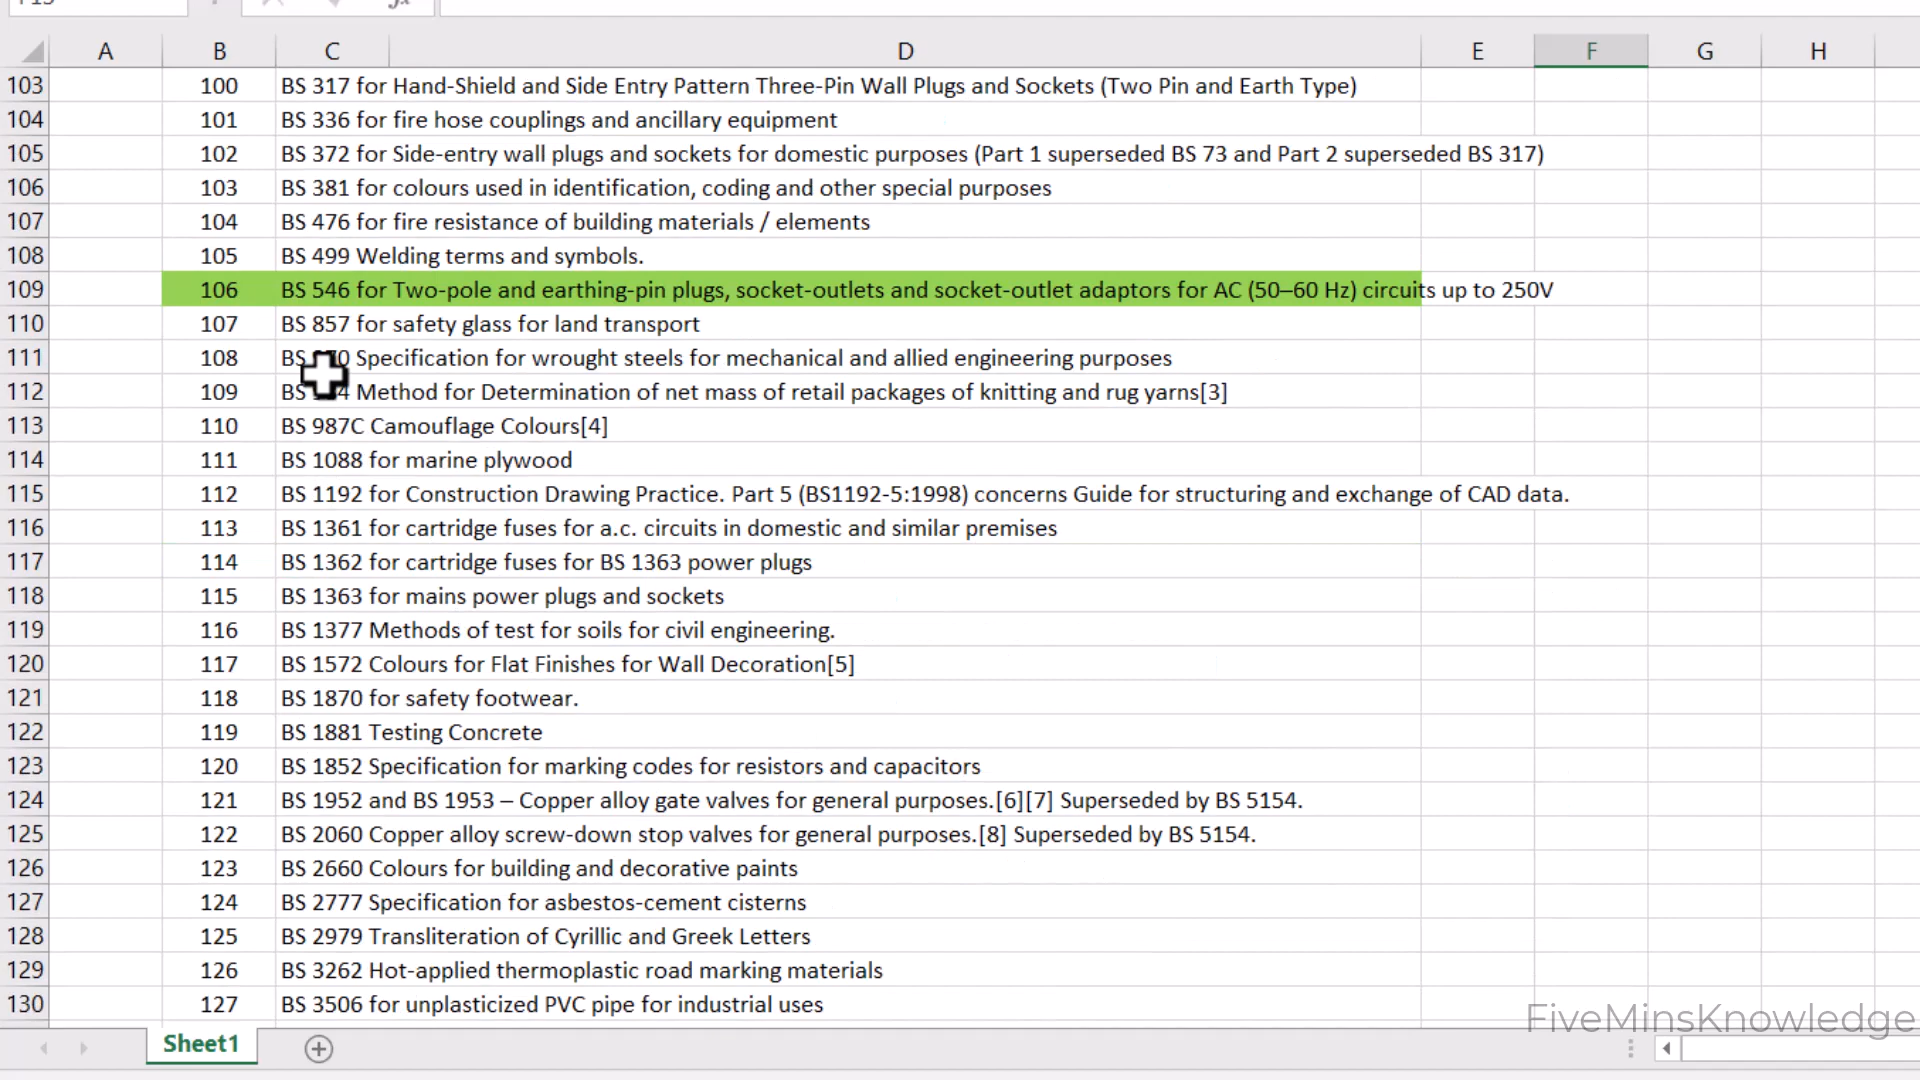 A B C D E F G H
103 100 BS 317 for Hand-Shield and Side Entry Pattern Three-Pin Wall Plugs and Sockets (Two Pin and Earth Type)
104 101 BS 336 for fire hose couplings and ancillary equipment
105 102 BS 372 for Side-entry wall plugs and sockets for domestic purposes (Part 1 superseded BS 73 and Part 2 superseded BS 317)
106 103 BS 381 for colours used in identification, coding and other special purposes
107 104 BS 476 for fire resistance of building materials / elements
108 105 BS 499 Welding terms and symbols.
109 106 BS 546 for Two-pole and earthing-pin plugs, socket-outlets and socket-outlet adaptors for AC (50–60 Hz) circuits up to 250V
110 107 BS 857 for safety glass for land transport
111 108 BS Specification for wrought steels for mechanical and allied engineering purposes
112 109 BS Method for Determination of net mass of retail packages of knitting and rug yarns[3]
113 110 BS 987C Camouflage Colours[4]
114 111 BS 1088 for marine plywood
115 112 BS 1192 for Construction Drawing Practice. Part 5 (BS1192-5:1998) concerns Guide for structuring and exchange of CAD data.
116 113 BS 1361 for cartridge fuses for a.c. circuits in domestic and similar premises
117 114 BS 1362 for cartridge fuses for BS 1363 power plugs
118 115 BS 1363 for mains power plugs and sockets
119 116 BS 1377 Methods of test for soils for civil engineering.
120 117 BS 1572 Colours for Flat Finishes for Wall Decoration[5]
121 118 BS 1870 for safety footwear.
122 119 BS 1881 Testing Concrete
123 120 BS 1852 Specification for marking codes for resistors and capacitors
124 121 BS 1952 and BS 1953 – Copper alloy gate valves for general purposes.[6][7] Superseded by BS 5154.
125 122 BS 2060 Copper alloy screw-down stop valves for general purposes.[8] Superseded by BS 5154.
126 123 BS 2660 Colours for building and decorative paints
127 124 BS 2777 Specification for asbestos-cement cisterns
128 125 BS 2979 Transliteration of Cyrillic and Greek Letters
129 126 BS 3262 Hot-applied thermoplastic road marking materials
130 127 BS 3506 for unplasticized PVC pipe for industrial uses
FiveMinsKnowledge
Sheet1